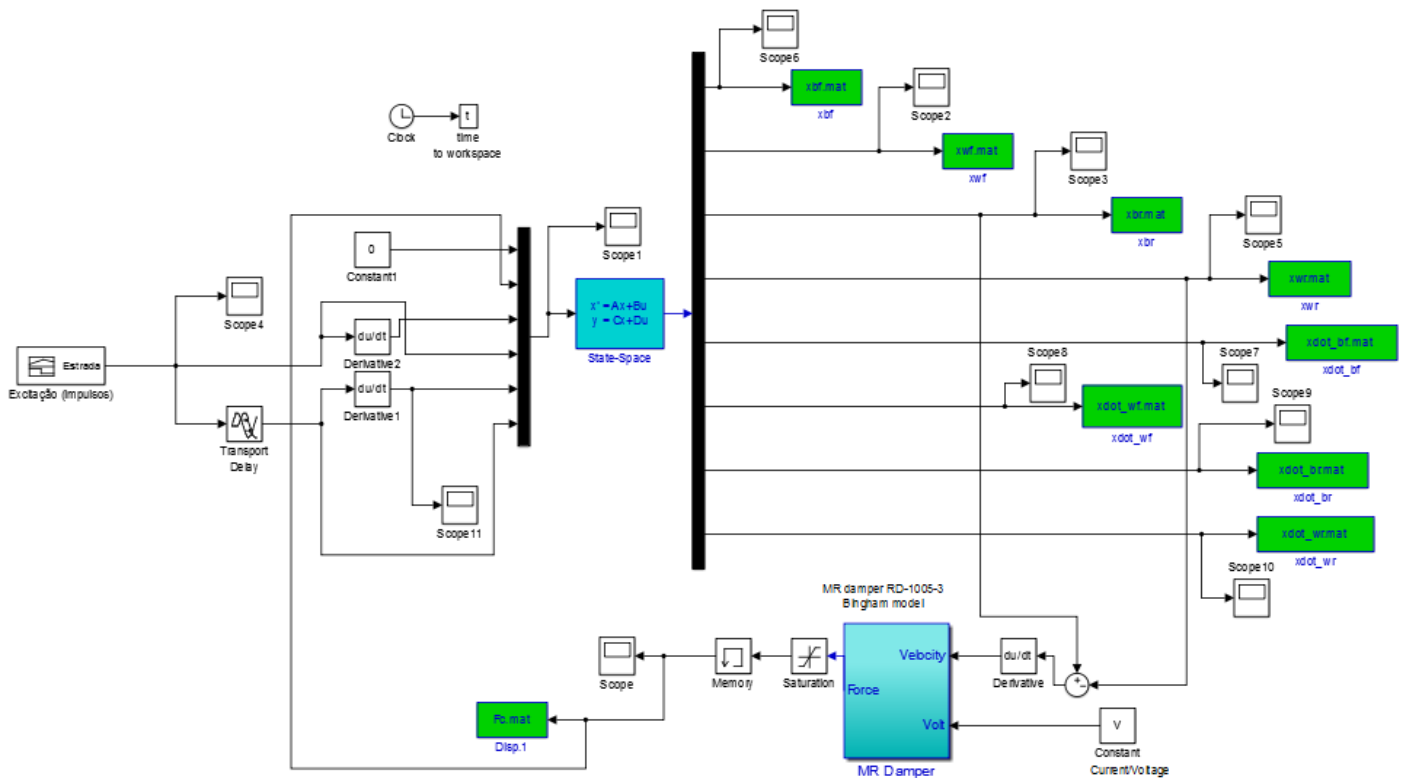 Scope6
xbf.mat
xbf
Scope2
xwf.mat
xwf
Clock
t
time
to workspace
Scope3
xbr.mat
xbr
Scope5
xwr.mat
xwr
Scope1
0
Constant1
Scope4
x' = Ax+Bu
y = Cx+Du
State-Space
du/dt
Derivative2
Estrada
Excitação (Impulsos)
du/dt
Derivative1
Transport
Delay
Scope11
xdot_bf.mat
xdot_bf
Scope7
Scope8
xdot_wf.mat
xdot_wf
Scope9
xdot_br.mat
xdot_br
xdot_wr.mat
xdot_wr
Scope10
MR damper RD-1005-3
Bingham model
Velocity
Force
Volt
MR Damper
du/dt
Derivative
+
-
V
Constant
Current/Voltage
Saturation
Memory
Scope
Fc.mat
Disp.1